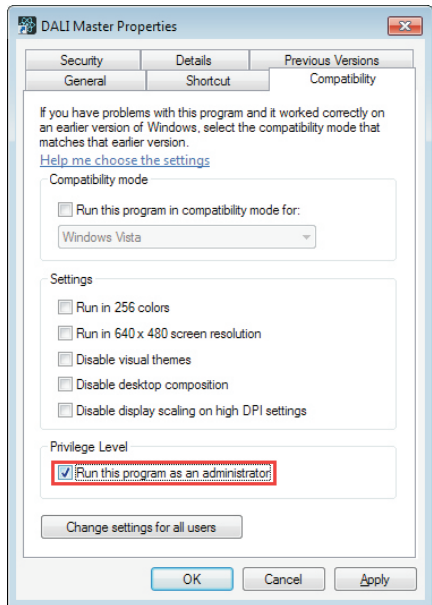 DALI Master Properties
Security Details Previous Versions
General Shortcut Compatibility
If you have problems with this program and it worked correctly on
an earlier version of Windows, select the compatibility mode that
matches that earlier version.
Help me choose the settings
Compatibility mode
Run this program in compatibility mode for:
Windows Vista
Settings
Run in 256 colors
Run in 640 x 480 screen resolution
Disable visual themes
Disable desktop composition
Disable display scaling on high DPI settings
Privilege Level
Run this program as an administrator
Change settings for all users
OK Cancel Apply